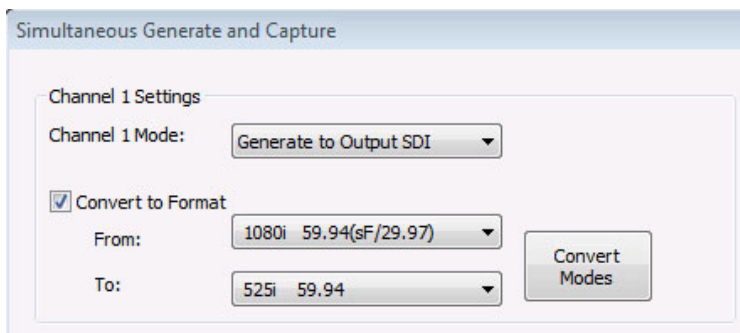 Simultaneous Generate and Capture
Channel 1 Settings
Channel 1 Mode:
Generate to Output SDI
Convert to Format
From:
1080i 59.94(sF/29.97)
To:
525i 59.94
Convert
Modes